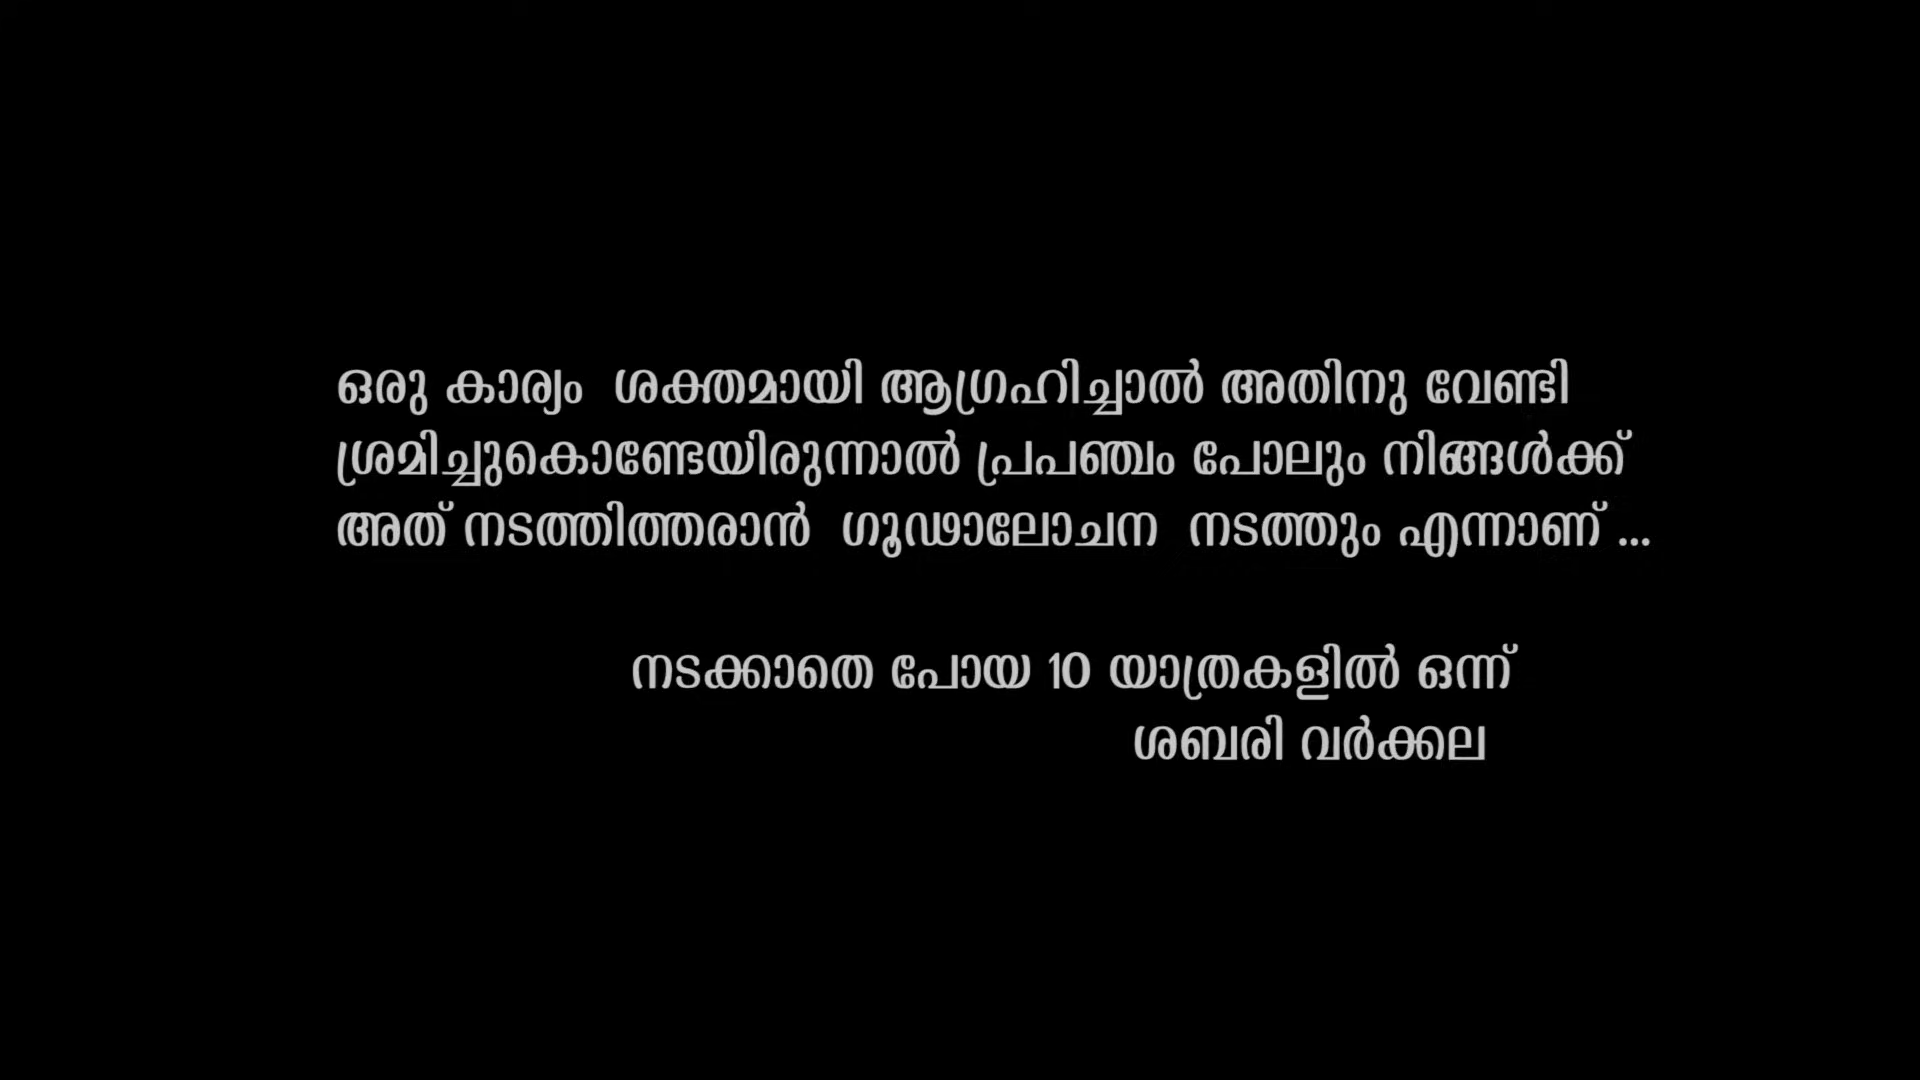 ഒരു കാര്യം ശക്തമായി ആഗ്രഹിച്ചാൽ അതിനു വേണ്ടി
ശ്രമിച്ചുകൊണ്ടേയിരുന്നാൽ പ്രപഞ്ചം പോലും നിങ്ങൾക്ക്
അത് നടത്തിത്തരാൻ ഗൂഢാലോചന നടത്തും എന്നാണ് ...
നടക്കാതെ പോയ 10 യാത്രകളിൽ ഒന്ന്
ശബരി വർക്കല